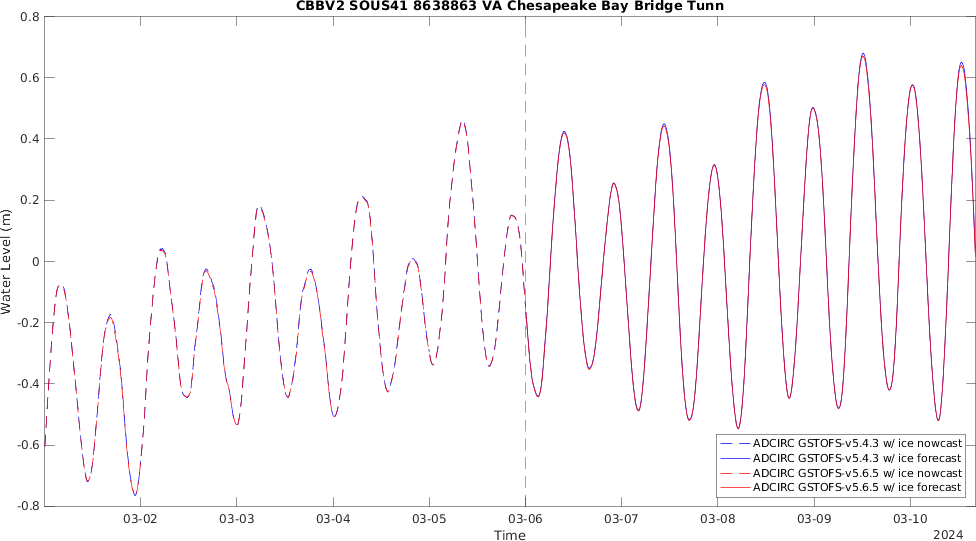 CBBV2 SOUS41 8638863 VA Chesapeake Bay Bridge Tunn
Water Level (m)
0.8
0.6
0.4
0.2
0
-0.2
-0.4
-0.6
-0.8
ADCIRC GSTOFS-v5.4.3 w/ ice nowcast
ADCIRC GSTOFS-v5.4.3 w/ ice forecast
ADCIRC GSTOFS-v5.6.5 w/ ice nowcast
ADCIRC GSTOFS-v5.6.5 w/ ice forecast
03-02 03-03 03-04 03-05 03-06 03-07 03-08 03-09 03-10
Time
2024